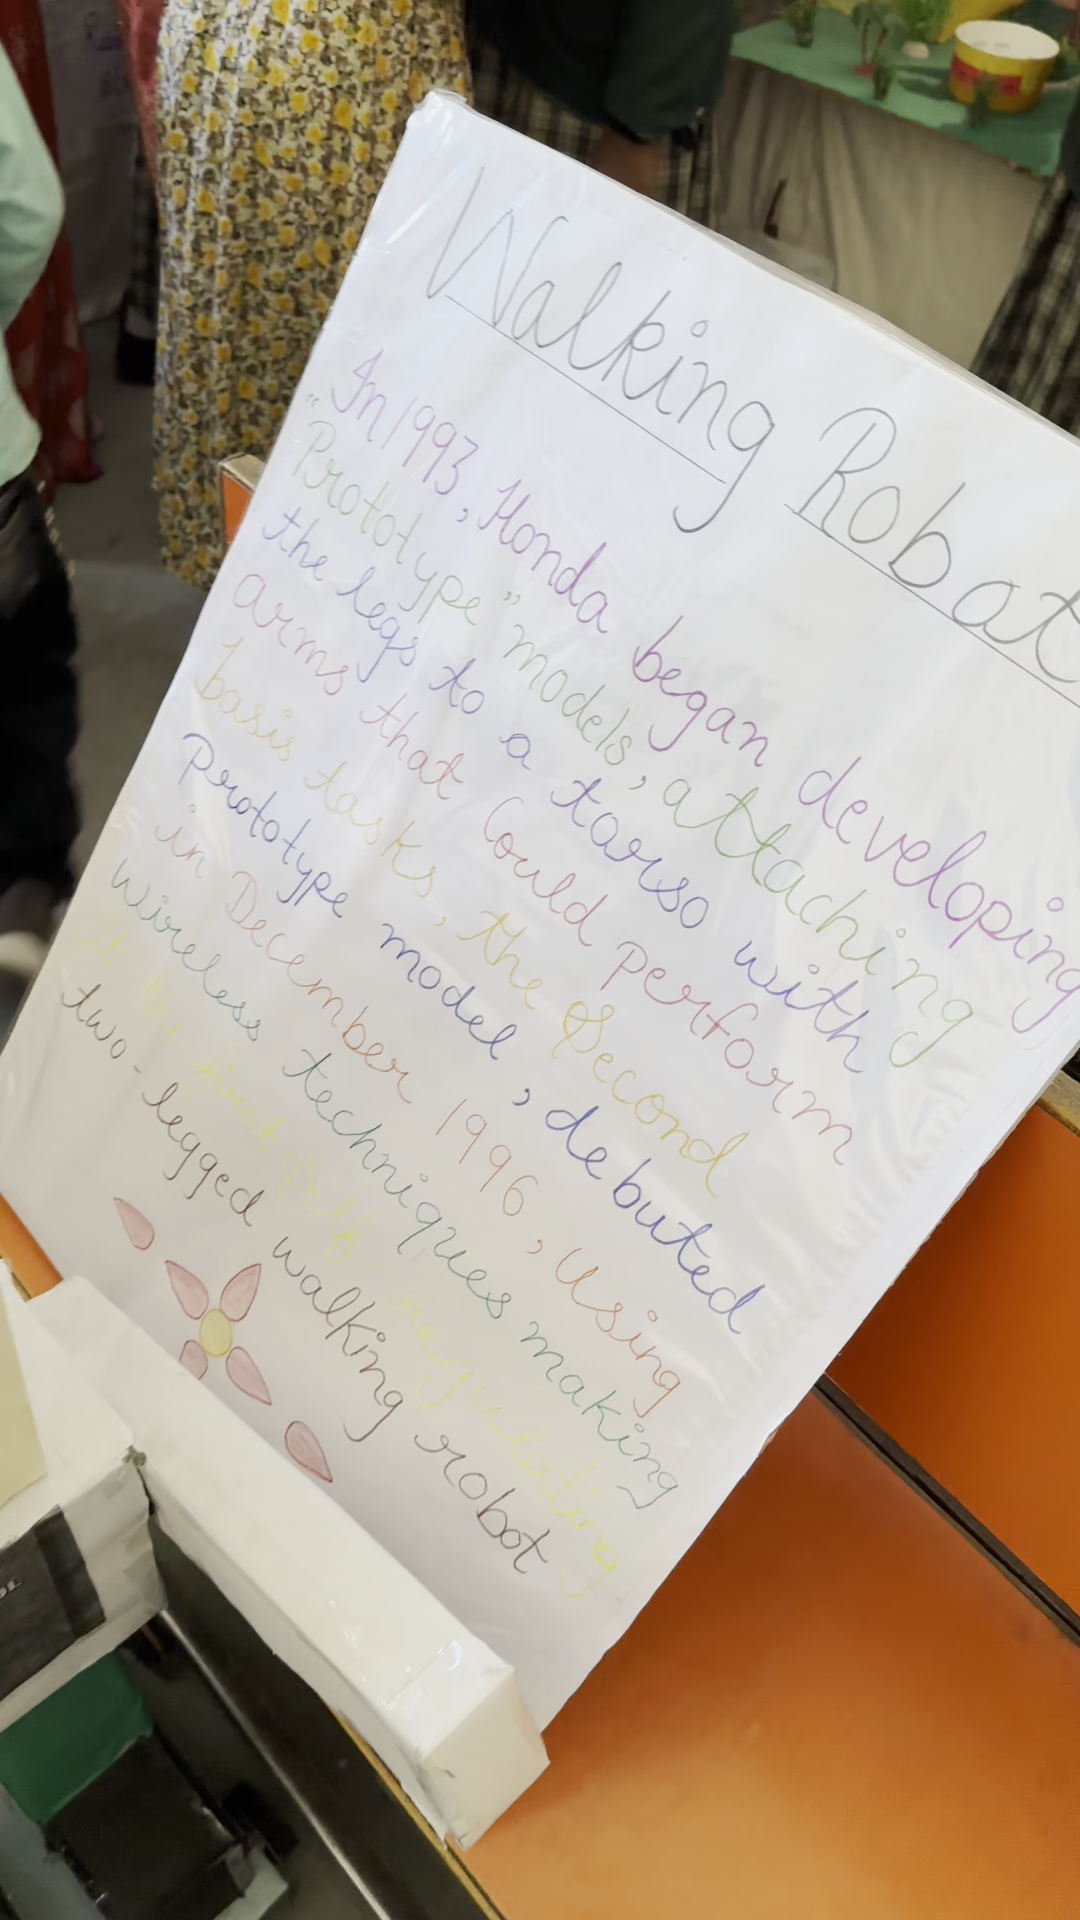 Walking Robat
In 1993, Honda began developing
"Prototype" models, attaching
the legs to a torso with
arms that Could perform
basis tasks, the Second
Prototype model, debuted
in December 1996, Using
Wireless techniques making
it the first self-regulating
two-legged walking robot